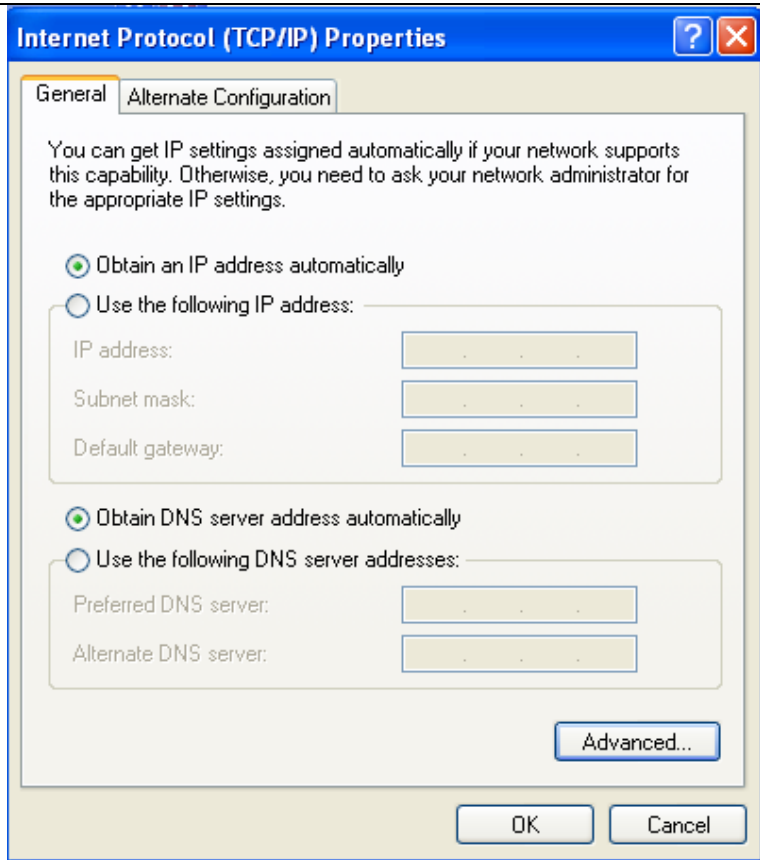 Internet Protocol (TCP/IP) Properties
General
Alternate Configuration
You can get IP settings assigned automatically if your network supports
this capability. Otherwise, you need to ask your network administrator for
the appropriate IP settings.
Obtain an IP address automatically
Use the following IP address:
IP address:
Subnet mask:
Default gateway:
Obtain DNS server address automatically
Use the following DNS server addresses:
Preferred DNS server:
Alternate DNS server:
Advanced...
OK
Cancel